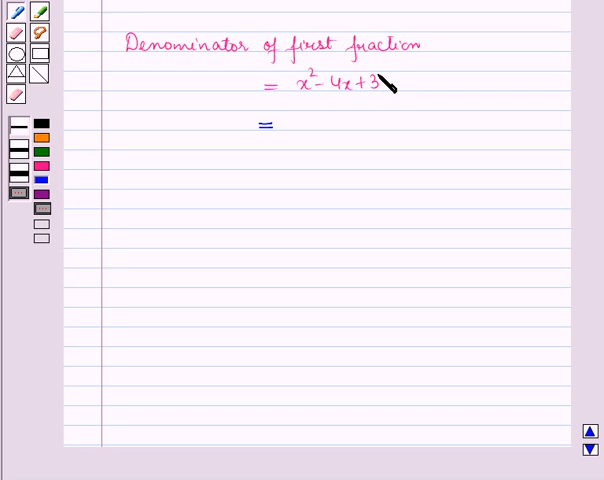 Denominator of first fraction
= x² - 4x + 3
=